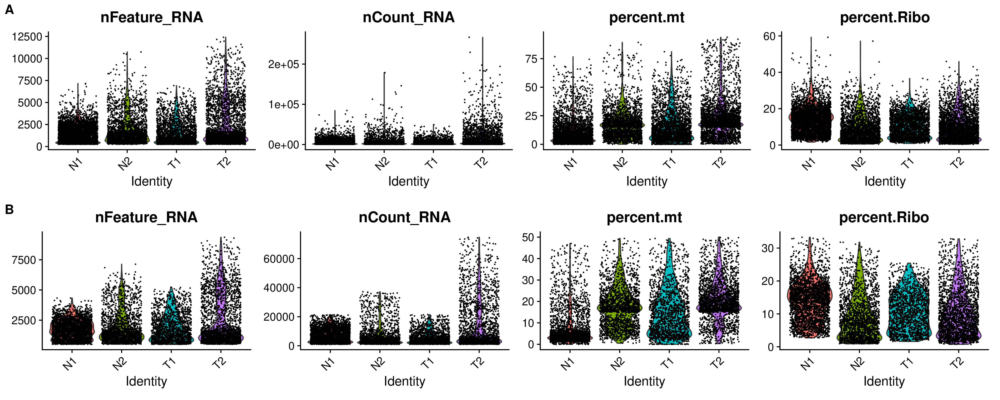 A
nFeature_RNA
nCount_RNA
percent.mt
percent.Ribo
12500
10000
7500
5000
2500
0
2e+05
1e+05
0e+00
75
50
25
0
60
40
20
0
N1 N2 T1 T2
N1 N2 T1 T2
N1 N2 T1 T2
N1 N2 T1 T2
Identity
Identity
Identity
Identity
B
nFeature_RNA
nCount_RNA
percent.mt
percent.Ribo
7500
5000
2500
60000
40000
20000
0
50
40
30
20
10
0
30
20
10
0
N1 N2 T1 T2
N1 N2 T1 T2
N1 N2 T1 T2
N1 N2 T1 T2
Identity
Identity
Identity
Identity